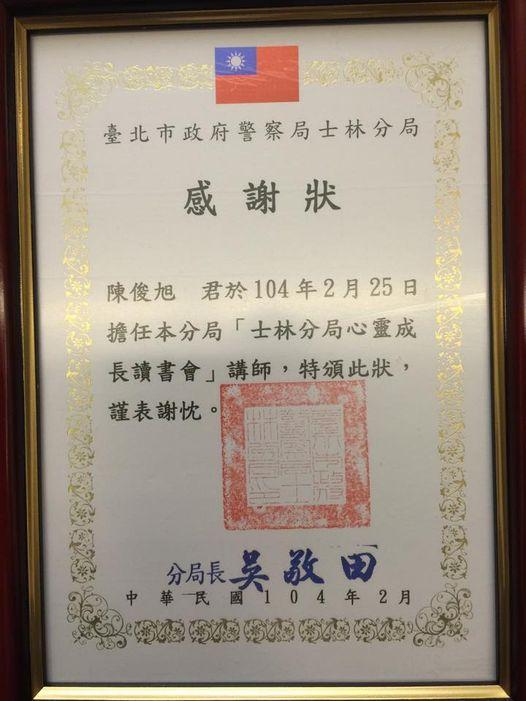 臺北市政府警察局士林分局
感謝狀
陳俊旭　君於104年2月25日
擔任本分局「士林分局心靈成
長讀書會」講師，特頒此狀，
謹表謝忱。
分局長 吳敬田
中華民國104年2月